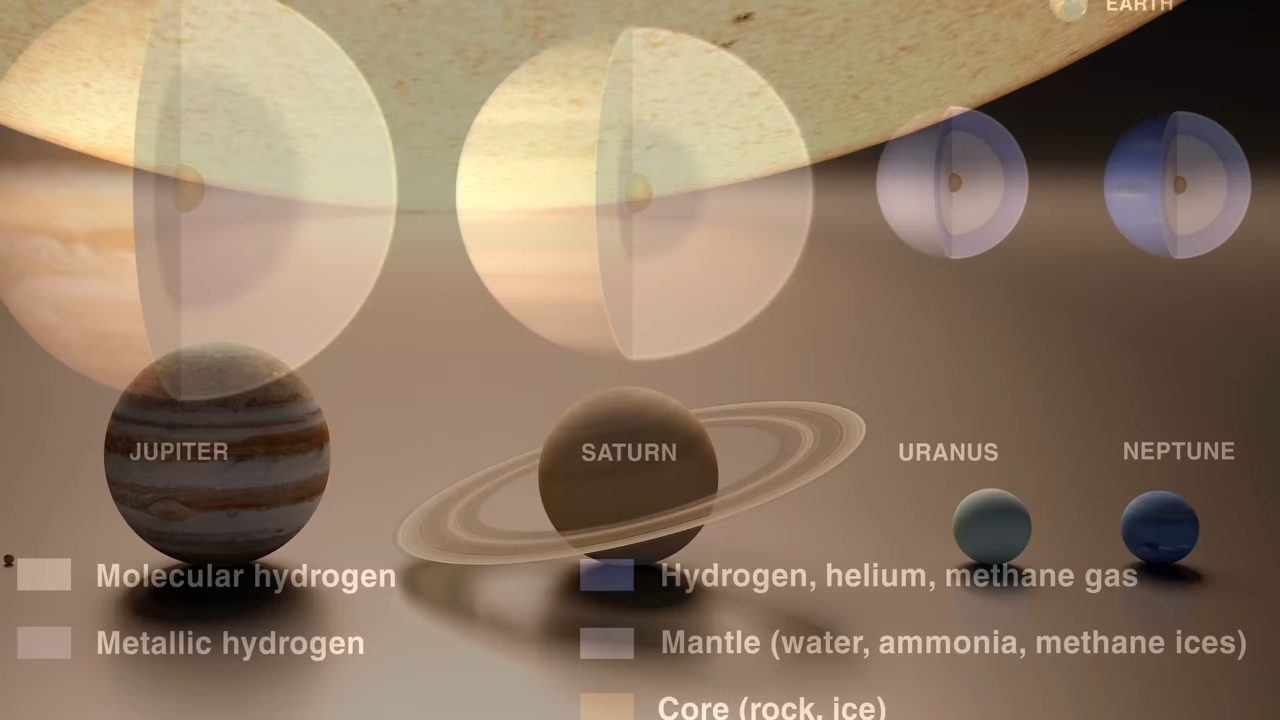 EARTH
JUPITER
SATURN
URANUS
NEPTUNE
Molecular hydrogen
Hydrogen, helium, methane gas
Metallic hydrogen
Mantle (water, ammonia, methane ices)
Core (rock, ice)